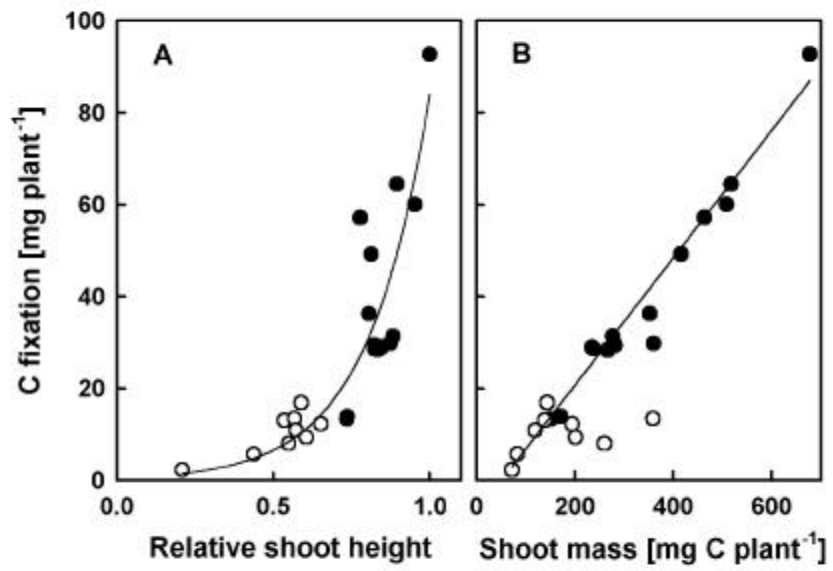 A
B
C fixation [mg plant⁻¹]
100
80
60
40
20
0
0.0 0.5 1.0
0 200 400 600
Relative shoot height
Shoot mass [mg C plant⁻¹]